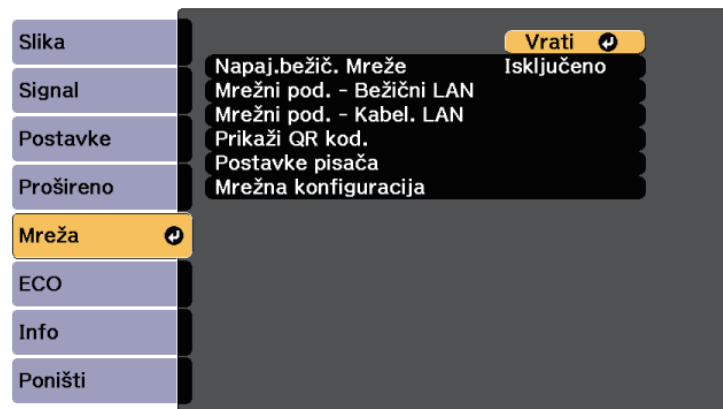 Slika
Signal
Postavke
Prošireno
Mreža
ECO
Info
Poništi
Vrati
Napaj.bežič. Mreže Isključeno
Mrežni pod. - Bežični LAN
Mrežni pod. - Kabel. LAN
Prikaži QR kod.
Postavke pisača
Mrežna konfiguracija